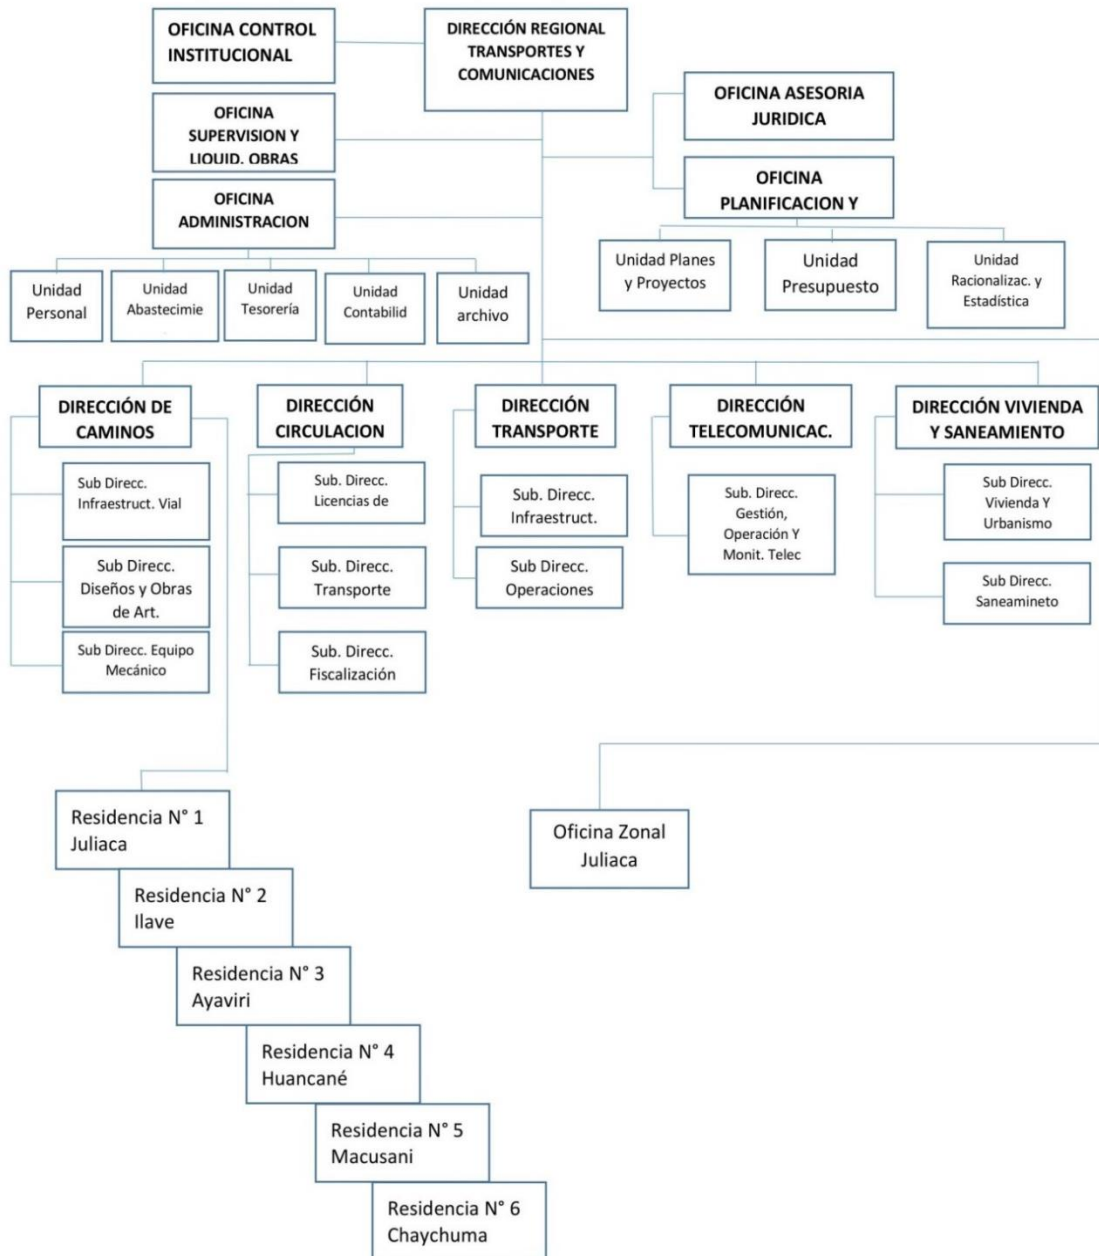 OFICINA CONTROL
INSTITUCIONAL
DIRECCIÓN REGIONAL
TRANSPORTES Y
COMUNICACIONES
OFICINA ASESORIA
JURIDICA
OFICINA
SUPERVISION Y
LIQUID. OBRAS
OFICINA
PLANIFICACION Y
OFICINA
ADMINISTRACION
Unidad Planes
y Proyectos
Unidad
Presupuesto
Unidad
Racionalizac. y
Estadística
Unidad
Personal
Unidad
Abastecimie
Unidad
Tesorería
Unidad
Contabilid
Unidad
archivo
DIRECCIÓN DE
CAMINOS
DIRECCIÓN
CIRCULACION
DIRECCIÓN
TRANSPORTE
DIRECCIÓN
TELECOMUNICAC.
DIRECCIÓN VIVIENDA
Y SANEAMIENTO
Sub Direcc.
Infraestruct. Vial
Sub Direcc.
Diseños y Obras
de Art.
Sub Direcc. Equipo
Mecánico
Sub. Direcc.
Licencias de
Sub. Direcc.
Transporte
Sub. Direcc.
Fiscalización
Sub. Direcc.
Infraestruct.
Sub Direcc.
Operaciones
Sub. Direcc.
Gestión,
Operación Y
Monit. Telec
Sub Direcc.
Vivienda Y
Urbanismo
Sub Direcc.
Saneamineto
Residencia N° 1
Juliaca
Residencia N° 2
Ilave
Residencia N° 3
Ayaviri
Residencia N° 4
Huancané
Residencia N° 5
Macusani
Residencia N° 6
Chaychuma
Oficina Zonal
Juliaca